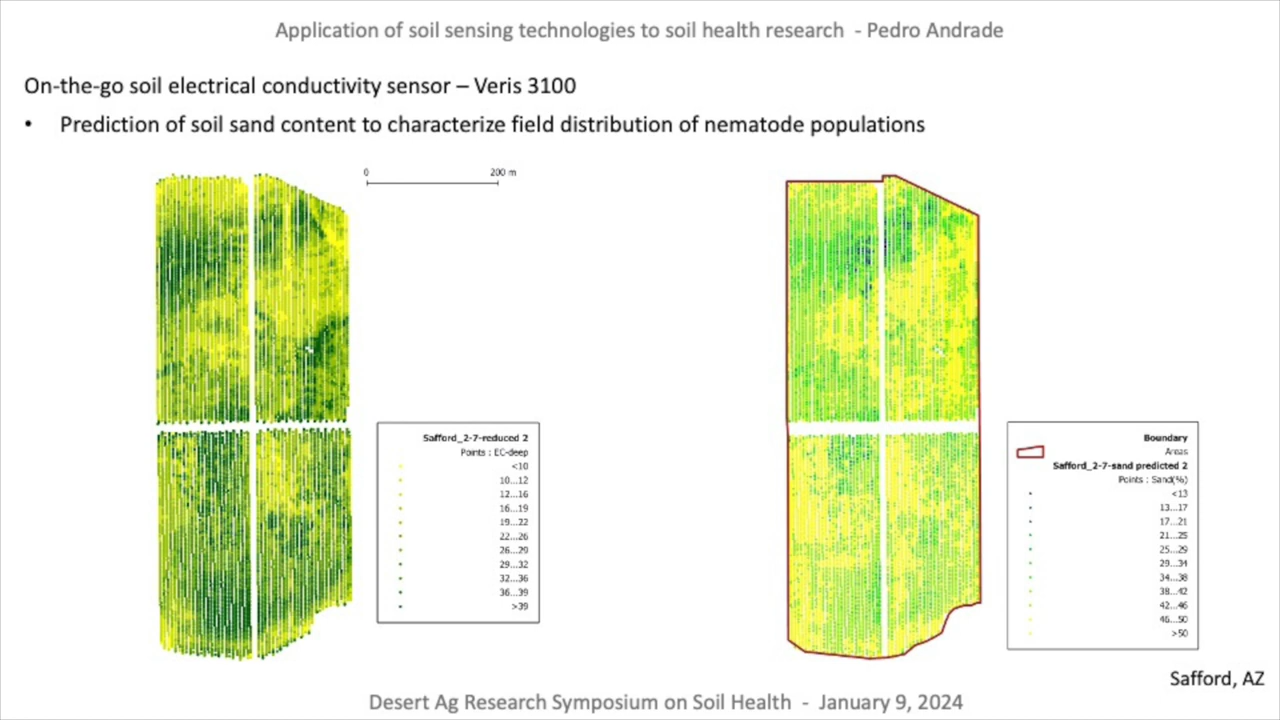 Application of soil sensing technologies to soil health research - Pedro Andrade
On-the-go soil electrical conductivity sensor – Veris 3100
• Prediction of soil sand content to characterize field distribution of nematode populations
0 200 m
Safford_2-7-reduced 2
Points : EC-deep
<10
10...12
12...16
16...19
19...22
22...26
26...29
29...32
32...36
36...39
>39
Boundary
Areas
Safford_2-7-sand predicted 2
Points : Sand(%)
<13
13...17
17...21
21...25
25...29
29...34
34...38
38...42
42...46
46...50
>50
Safford, AZ
Desert Ag Research Symposium on Soil Health - January 9, 2024